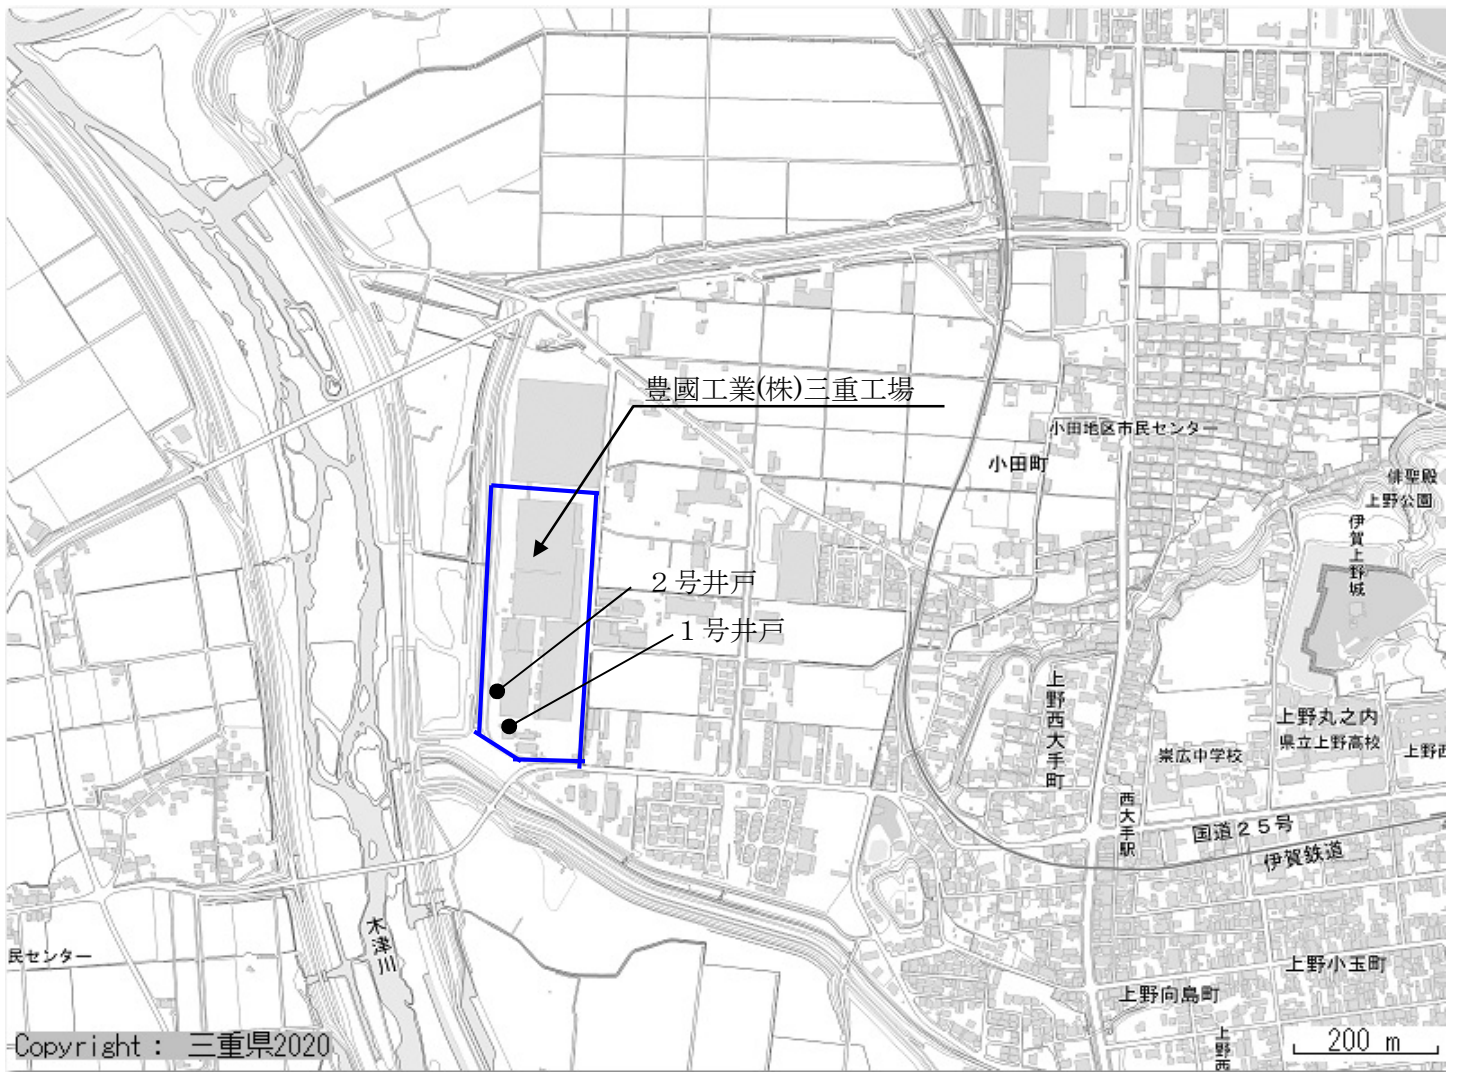 豊國工業(株)三重工場
小田地区市民センター
小田町
俳聖殿
上野公園
伊賀上野城
２号井戸
１号井戸
上野西大手町
上野丸之内
県立上野高校
崇広中学校
上野西
西大手駅
国道２５号
伊賀鉄道
木津川
民センター
上野小玉町
上野向島町
上野西
Copyright : 三重県2020
200 m